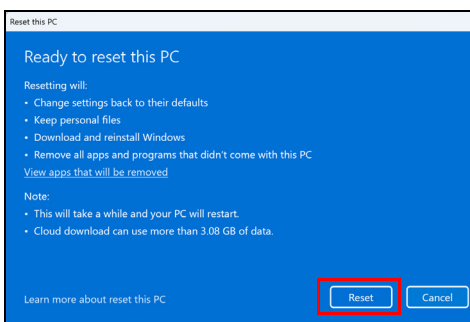 Reset this PC
Ready to reset this PC
Resetting will:
• Change settings back to their defaults
• Keep personal files
• Download and reinstall Windows
• Remove all apps and programs that didn't come with this PC
View apps that will be removed
Note:
• This will take a while and your PC will restart.
• Cloud download can use more than 3.08 GB of data.
Learn more about reset this PC
Reset
Cancel